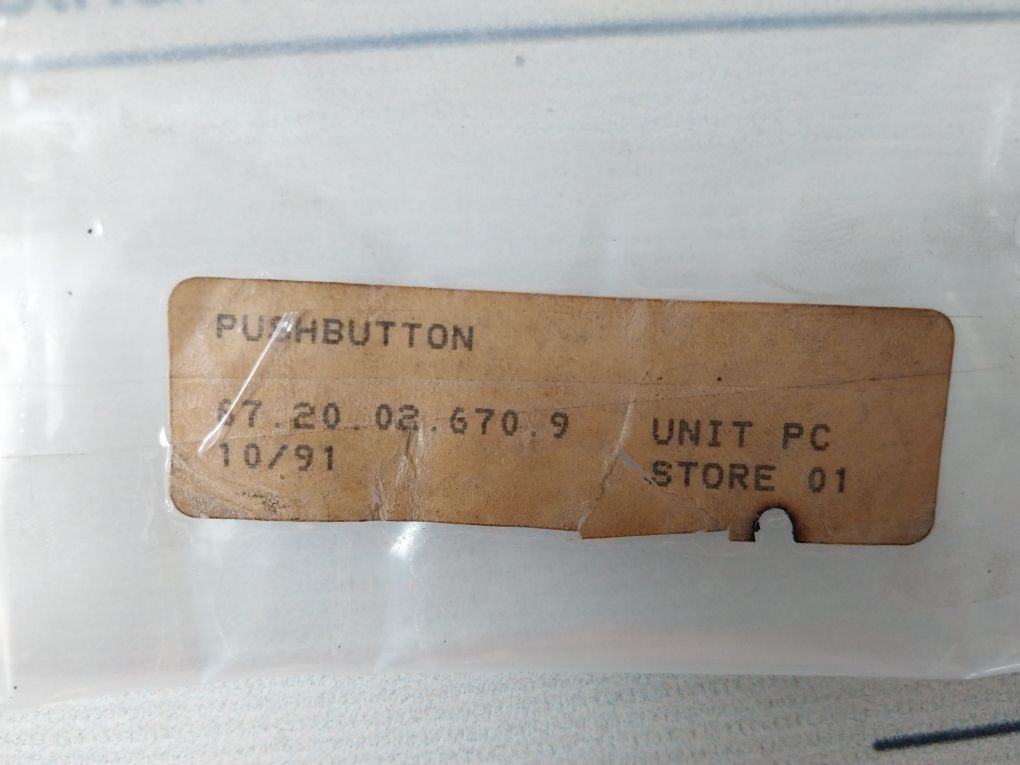 PUSHBUTTON
67.20.02.670.9
10/91
UNIT PC
STORE 01